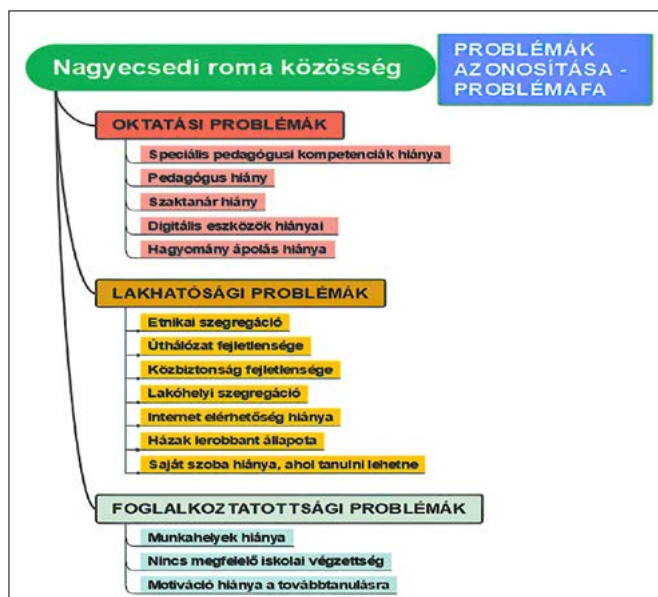 Nagyecsedi roma közösség
PROBLÉMÁK
AZONOSÍTÁSA -
PROBLÉMAFA
OKTATÁSI PROBLÉMÁK
Speciális pedagógusi kompetenciák hiánya
Pedagógus hiány
Szaktanár hiány
Digitális eszközök hiányai
Hagyomány ápolás hiánya
LAKHATÓSÁGI PROBLÉMÁK
Etnikai szegregáció
Úthálózat fejletlensége
Közbiztonság fejletlensége
Lakóhelyi szegregáció
Internet elérhetőség hiánya
Házak lerobbant állapota
Saját szoba hiánya, ahol tanulni lehetne
FOGLALKOZTATOTTSÁGI PROBLÉMÁK
Munkahelyek hiánya
Nincs megfelelő iskolai végzettség
Motiváció hiánya a továbbtanulásra